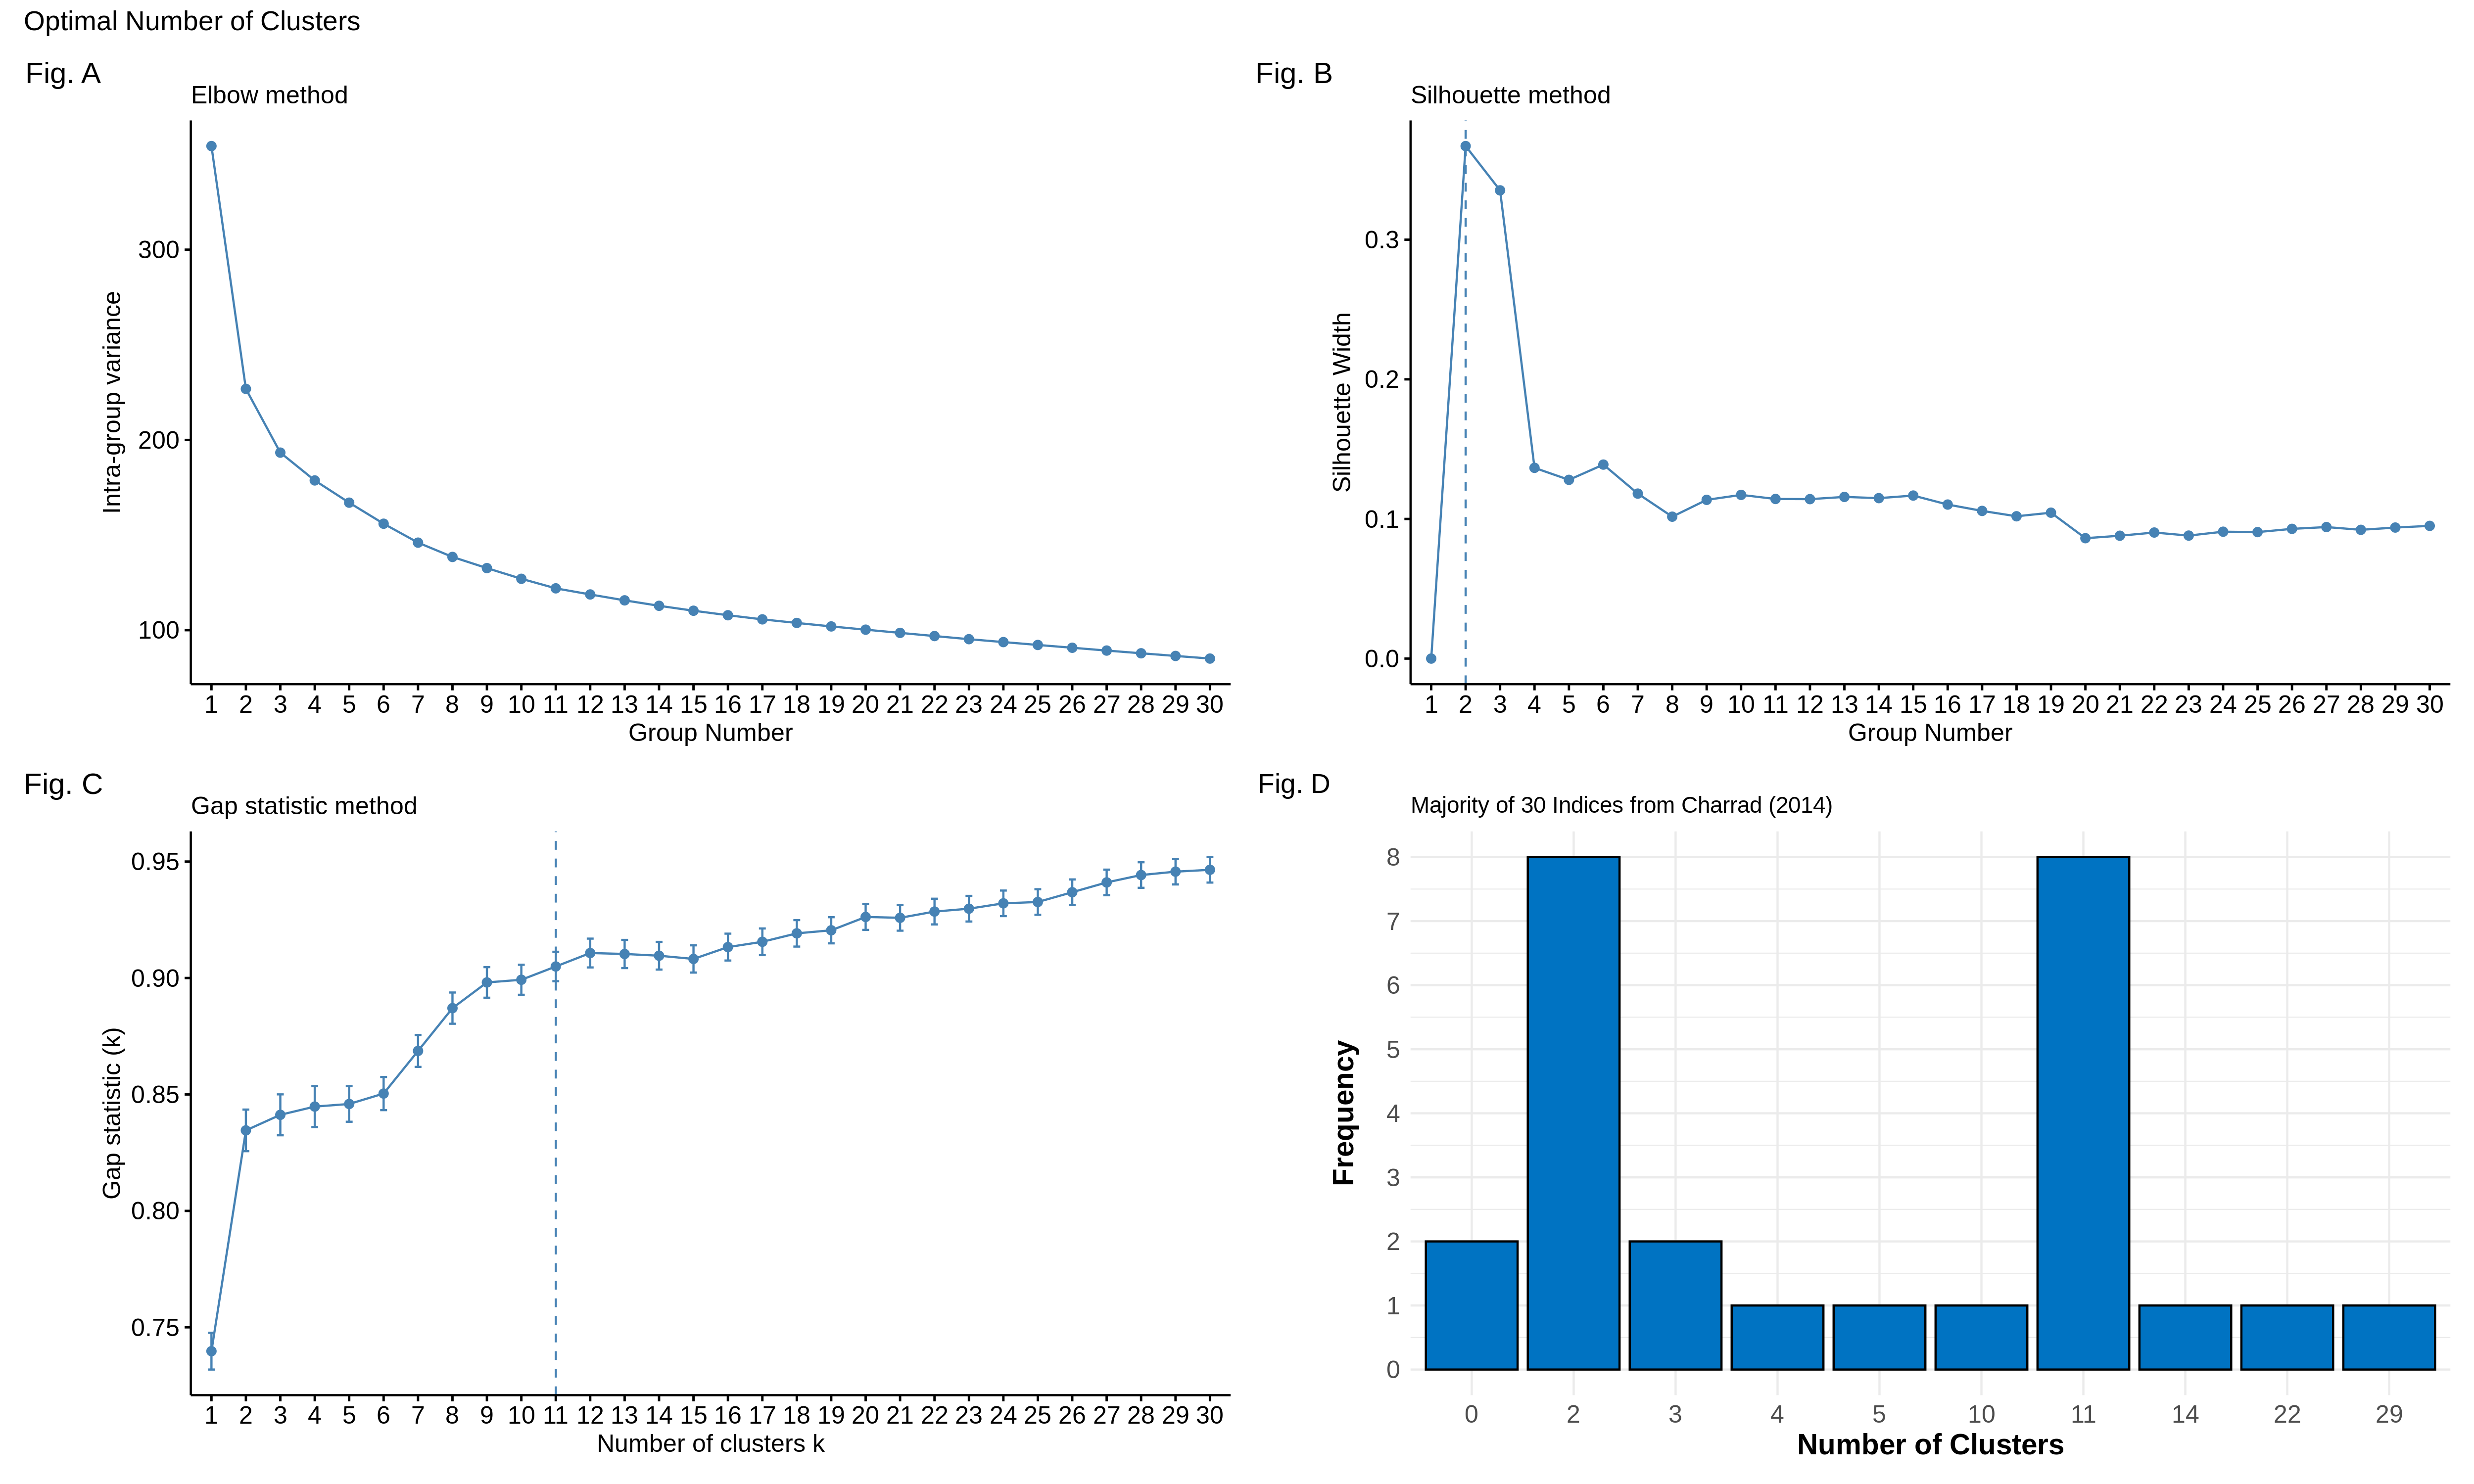 Optimal Number of Clusters
Fig. A
Elbow method
Intra-group variance
300
200
100
1 2 3 4 5 6 7 8 9 10 11 12 13 14 15 16 17 18 19 20 21 22 23 24 25 26 27 28 29 30
Group Number
Fig. B
Silhouette method
Silhouette Width
0.3
0.2
0.1
0.0
1 2 3 4 5 6 7 8 9 10 11 12 13 14 15 16 17 18 19 20 21 22 23 24 25 26 27 28 29 30
Group Number
Fig. C
Gap statistic method
Gap statistic (k)
0.95
0.90
0.85
0.80
0.75
1 2 3 4 5 6 7 8 9 10 11 12 13 14 15 16 17 18 19 20 21 22 23 24 25 26 27 28 29 30
Number of clusters k
Fig. D
Majority of 30 Indices from Charrad (2014)
Frequency
8
7
6
5
4
3
2
1
0
0 2 3 4 5 10 11 14 22 29
Number of Clusters